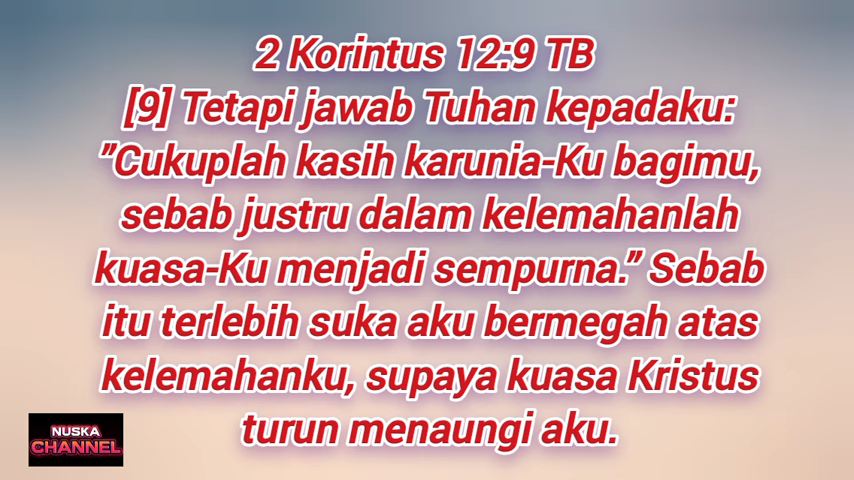 2 Korintus 12:9 TB
[9] Tetapi jawab Tuhan kepadaku:
"Cukuplah kasih karunia-Ku bagimu,
sebab justru dalam kelemahanlah
kuasa-Ku menjadi sempurna." Sebab
itu terlebih suka aku bermegah atas
kelemahanku, supaya kuasa Kristus
turun menaungi aku.
NUSKA
CHANNEL